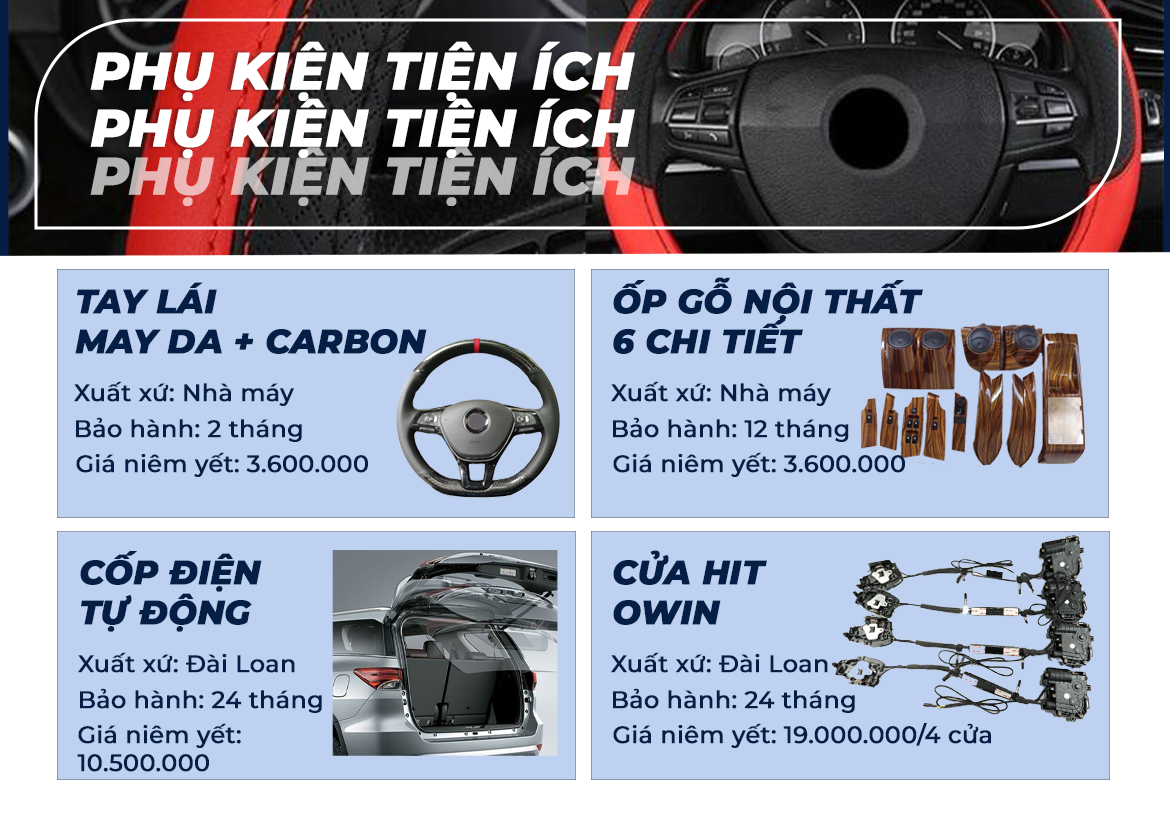 PHỤ KIỆN TIỆN ÍCH
PHỤ KIỆN TIỆN ÍCH
PHỤ KIỆN TIỆN ÍCH
TAY LÁI
MAY DA + CARBON
Xuất xứ: Nhà máy
Bảo hành: 2 tháng
Giá niêm yết: 3.600.000
ỐP GỖ NỘI THẤT
6 CHI TIẾT
Xuất xứ: Nhà máy
Bảo hành: 12 tháng
Giá niêm yết: 3.600.000
CỐP ĐIỆN
TỰ ĐỘNG
Xuất xứ: Đài Loan
Bảo hành: 24 tháng
Giá niêm yết:
10.500.000
CỬA HIT
OWIN
Xuất xứ: Đài Loan
Bảo hành: 24 tháng
Giá niêm yết: 19.000.000/4 cửa